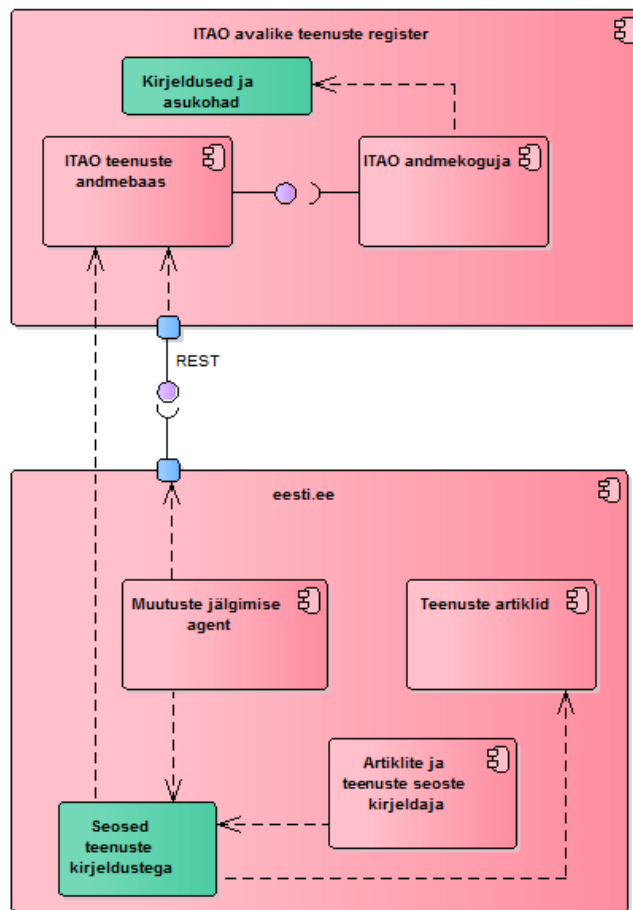 ITAO avalike teenuste register
Kirjeldused ja
asukohad
ITAO teenuste
andmebaas
ITAO andmekoguja
REST
eesti.ee
Muutuste jälgimise
agent
Teenuste artiklid
Artiklite ja
teenuste seoste
kirjeldaja
Seosed
teenuste
kirjeldustega